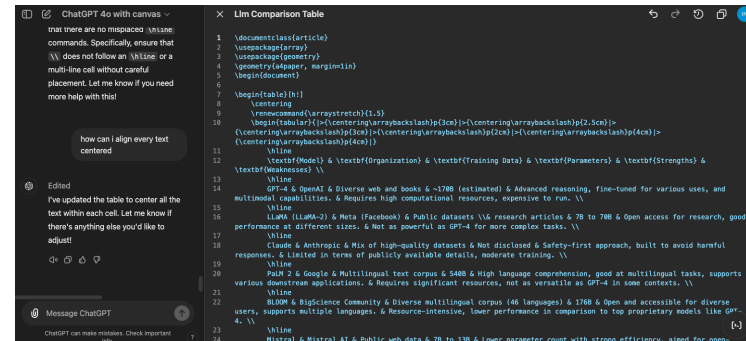 ChatGPT 4o with canvas
that there are no misplaced \hline
commands. Specifically, ensure that
\\ does not follow an \hline or a
multi-line cell without careful
placement. Let me know if you need
more help with this!
how can i align every text
centered
Edited
I've updated the table to center all the
text within each cell. Let me know if
there's anything else you'd like to
adjust!
Message ChatGPT
ChatGPT can make mistakes. Check important
info.
?
Llm Comparison Table
1 \documentclass{article}
2 \usepackage{array}
3 \usepackage{geometry}
4 \geometry{a4paper, margin=1in}
5 \begin{document}
6
7 \begin{table}[h!]
8 \centering
9 \renewcommand{\arraystretch}{1.5}
10 \begin{tabular}{|>{\centering\arraybackslash}p{3cm}|>{\centering\arraybackslash}p{2.5cm}|>
{\centering\arraybackslash}p{3cm}|>{\centering\arraybackslash}p{2cm}|>{\centering\arraybackslash}p{4cm}|>
{\centering\arraybackslash}p{4cm}|}
11 \hline
12 \textbf{Model} & \textbf{Organization} & \textbf{Training Data} & \textbf{Parameters} & \textbf{Strengths} &
\textbf{Weaknesses} \\
13 \hline
14 GPT-4 & OpenAI & Diverse web and books & ~170B (estimated) & Advanced reasoning, fine-tuned for various uses, and
multimodal capabilities. & Requires high computational resources, expensive to run. \\
15 \hline
16 LLaMA (LLaMA-2) & Meta (Facebook) & Public datasets \\& research articles & 7B to 70B & Open access for research, good
performance at different sizes. & Not as powerful as GPT-4 for more complex tasks. \\
17 \hline
18 Claude & Anthropic & Mix of high-quality datasets & Not disclosed & Safety-first approach, built to avoid harmful
responses. & Limited in terms of publicly available details, moderate training. \\
19 \hline
20 PaLM 2 & Google & Multilingual text corpus & 540B & High language comprehension, good at multilingual tasks, supports
various downstream applications. & Requires significant resources, not as versatile as GPT-4 in some contexts. \\
21 \hline
22 BLOOM & BigScience Community & Diverse multilingual corpus (46 languages) & 176B & Open and accessible for diverse
users, supports multiple languages. & Resource-intensive, lower performance in comparison to top proprietary models like GPT-
4. \\
23 \hline
24 Mistral & Mistral AI & Public web data & 7B to 13B & Lower parameter count with strong efficiency, aimed for open-